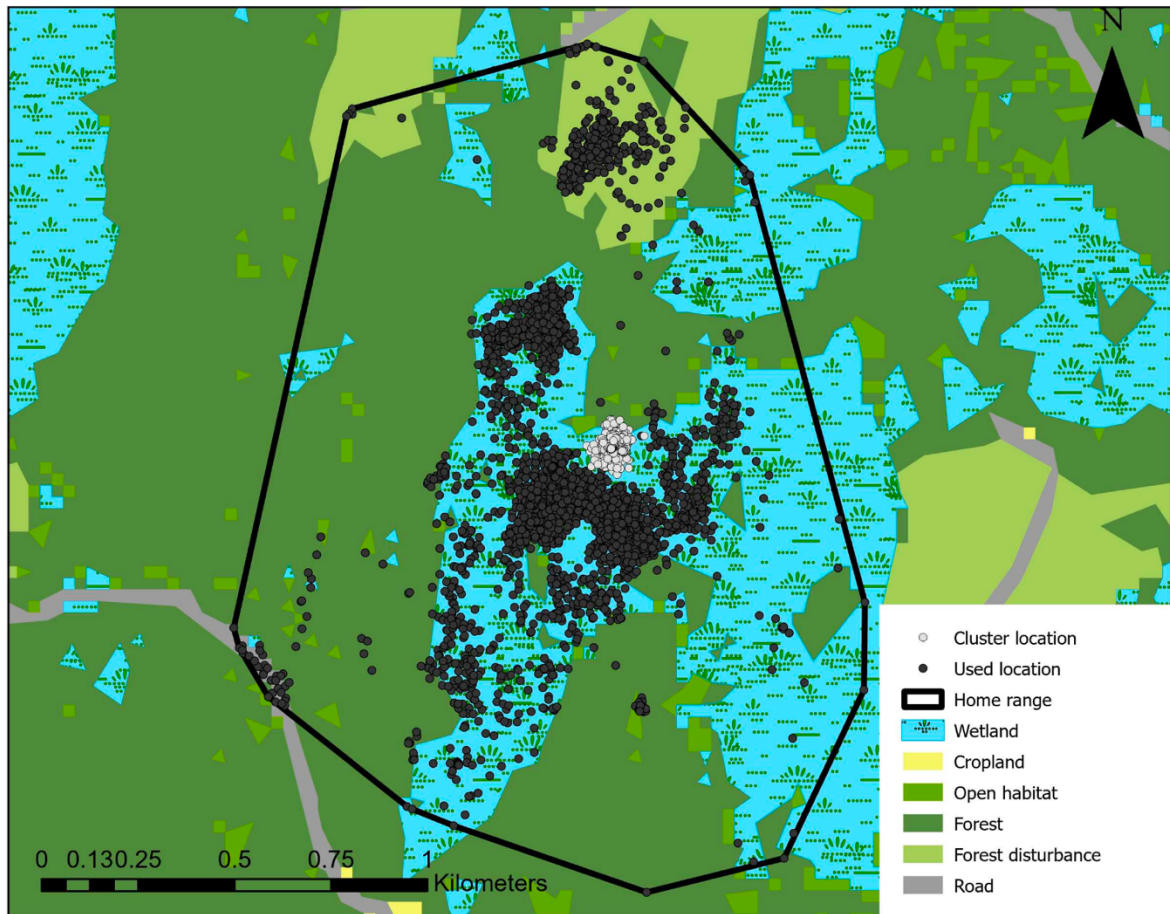 N
Cluster location
Used location
Home range
Wetland
Cropland
Open habitat
Forest
Forest disturbance
Road
0 0.130.25 0.5 0.75 1
Kilometers